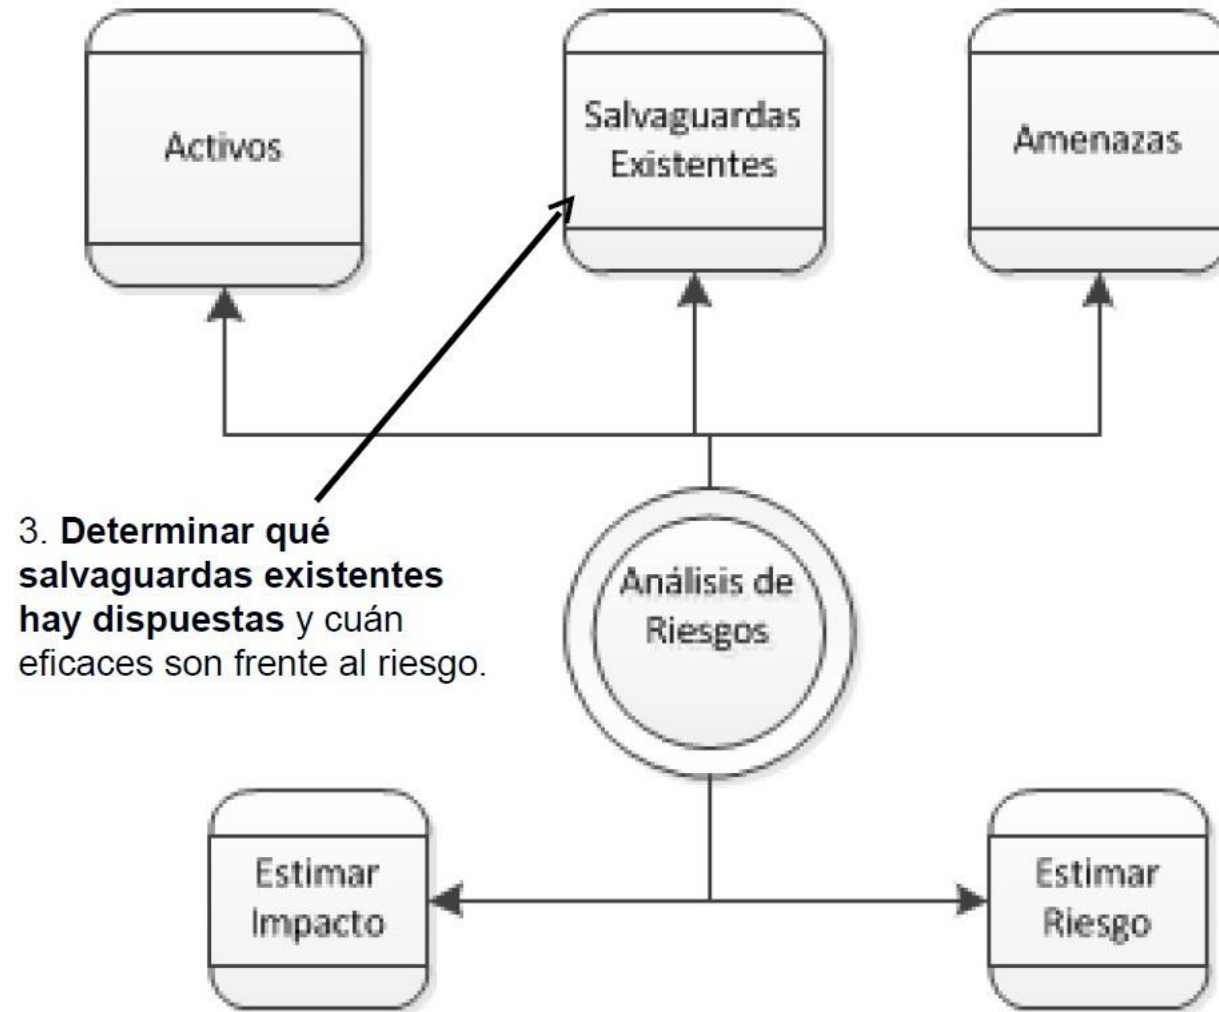 Activos
Salvaguardas
Existentes
Amenazas
3. Determinar qué
salvaguardas existentes
hay dispuestas y cuán
eficaces son frente al riesgo.
Análisis de
Riesgos
Estimar
Impacto
Estimar
Riesgo